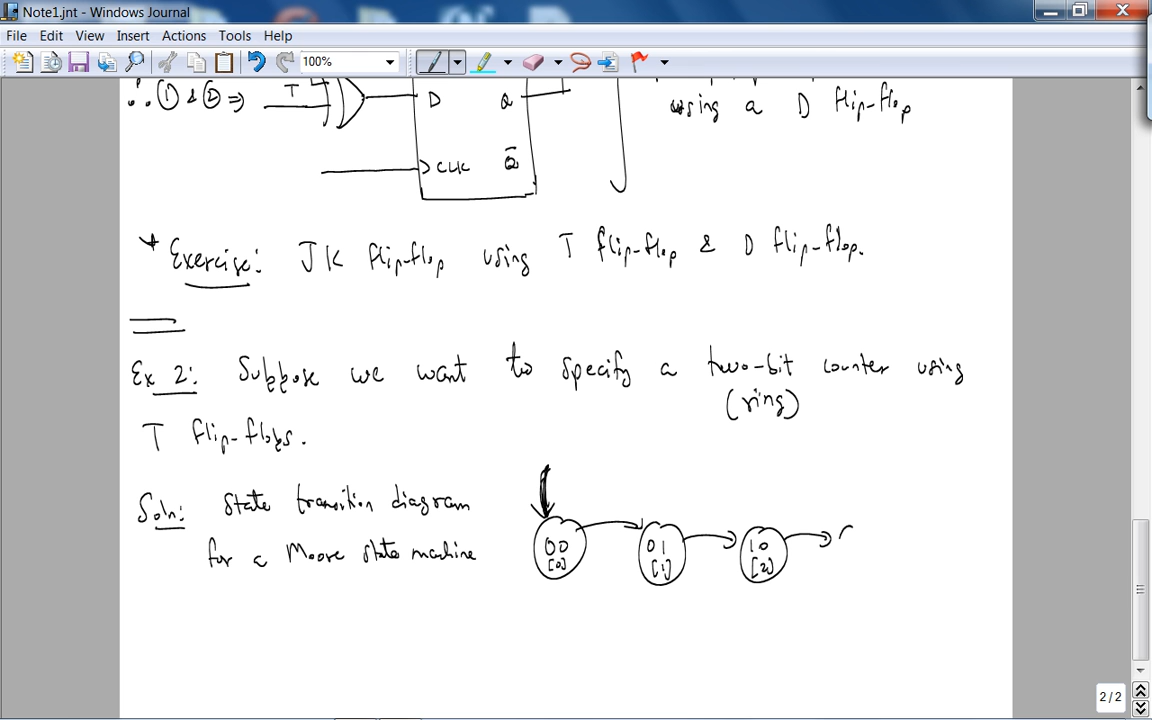 Note1.jnt - Windows Journal
File Edit View Insert Actions Tools Help
100%
∴ ① & ② ⇒ T D Q
using a D flip-flop
CLK Q̅
* Exercise: JK flip-flop using T flip-flop & D flip-flop.
Ex 2: Suppose we want to specify a two-bit counter using
(ring)
T flip-flops.
Soln: State transition diagram
for a Moore state machine
00 01 10
[0] [1] [2]
2/2